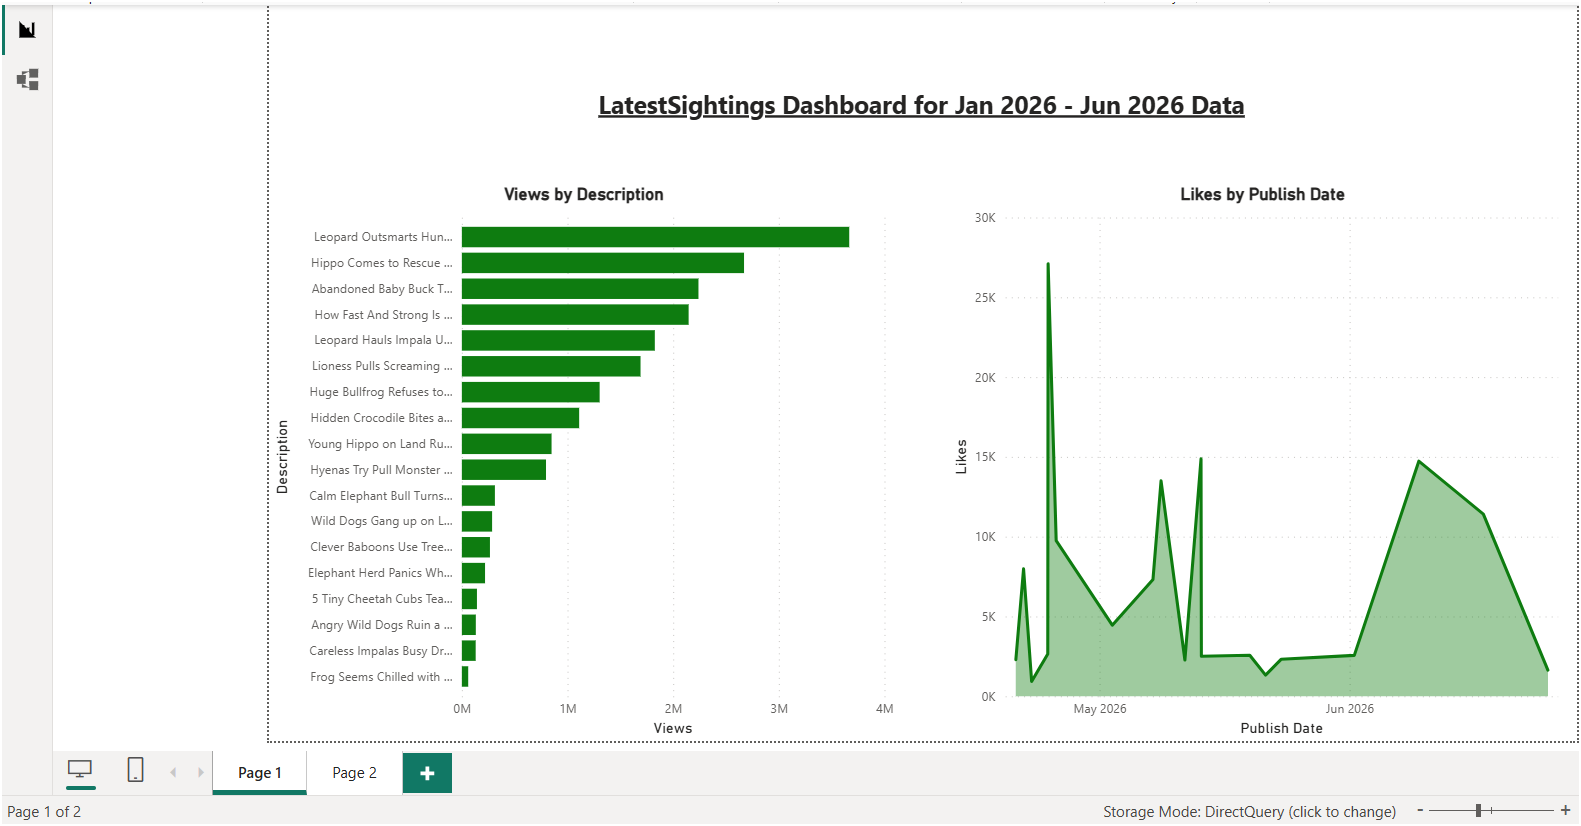 LatestSightings Dashboard for Jan 2026 - Jun 2026 Data
Views by Description
Description
Leopard Outsmarts Hun...
Hippo Comes to Rescue ...
Abandoned Baby Buck T...
How Fast And Strong Is ...
Leopard Hauls Impala U...
Lioness Pulls Screaming ...
Huge Bullfrog Refuses to...
Hidden Crocodile Bites a...
Young Hippo on Land Ru...
Hyenas Try Pull Monster ...
Calm Elephant Bull Turns...
Wild Dogs Gang up on L...
Clever Baboons Use Tree...
Elephant Herd Panics Wh...
5 Tiny Cheetah Cubs Tea...
Angry Wild Dogs Ruin a ...
Careless Impalas Busy Dr...
Frog Seems Chilled with ...
0M 1M 2M 3M 4M
Views
Likes by Publish Date
Likes
30K
25K
20K
15K
10K
5K
0K
May 2026 Jun 2026
Publish Date
Page 1 Page 2 +
Page 1 of 2
Storage Mode: DirectQuery (click to change) - +